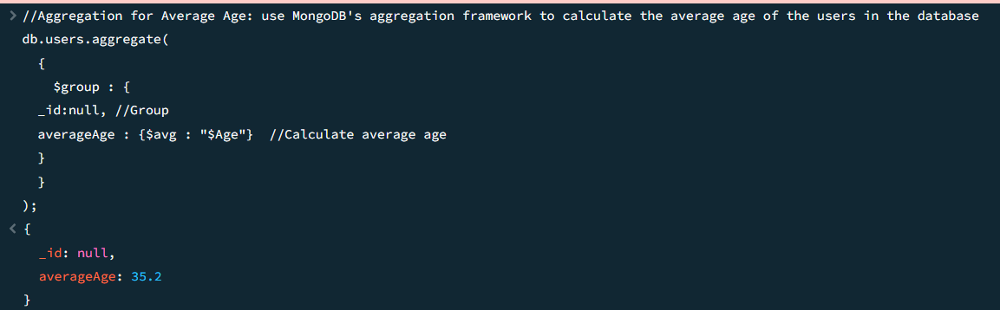 > //Aggregation for Average Age: use MongoDB's aggregation framework to calculate the average age of the users in the database
db.users.aggregate(
{
$group : {
_id:null, //Group
averageAge : {$avg : "$Age"}  //Calculate average age
}
}
);
< {
_id: null,
averageAge: 35.2
}